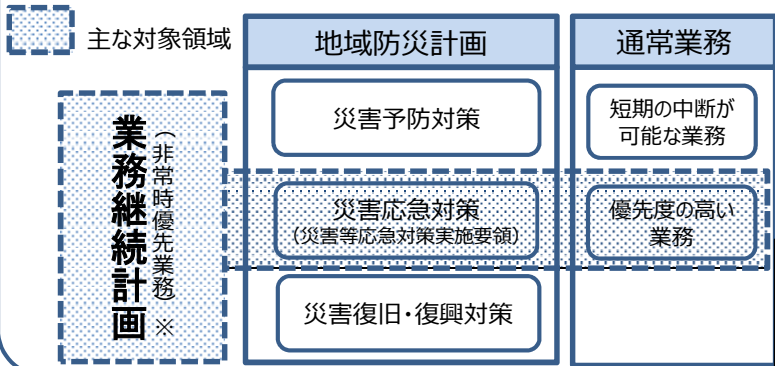 主な対象領域
地域防災計画
通常業務
業務継続計画
(非常時優先業務)※
災害予防対策
短期の中断が
可能な業務
災害応急対策
(災害等応急対策実施要領)
優先度の高い
業務
災害復旧・復興対策